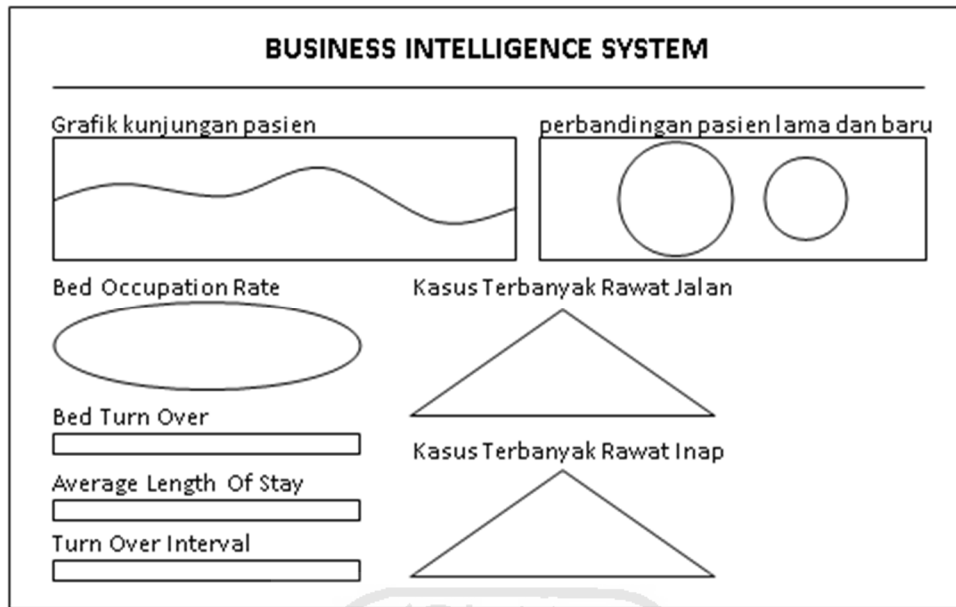 BUSINESS INTELLIGENCE SYSTEM
Grafik kunjungan pasien
perbandingan pasien lama dan baru
Bed Occupation Rate
Kasus Terbanyak Rawat Jalan
Bed Turn Over
Kasus Terbanyak Rawat Inap
Average Length Of Stay
Turn Over Interval